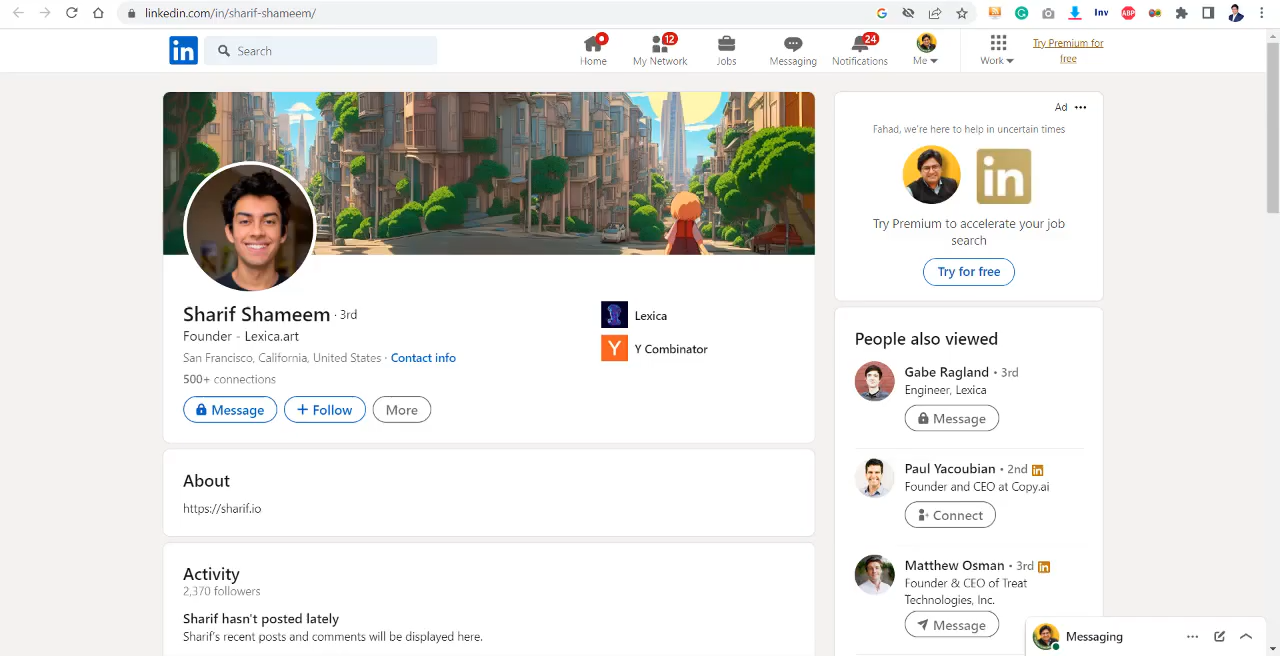 linkedin.com/in/sharif-shameem/
Inv
ABP
in
Search
12
24
Home
My Network
Jobs
Messaging
Notifications
Me
Work
Try Premium for
free
Sharif Shameem · 3rd
Founder - Lexica.art
San Francisco, California, United States · Contact info
500+ connections
Message
+ Follow
More
Lexica
Y
Y Combinator
About
https://sharif.io
Activity
2,370 followers
Sharif hasn't posted lately
Sharif's recent posts and comments will be displayed here.
Ad
Fahad, we're here to help in uncertain times
in
Try Premium to accelerate your job
search
Try for free
People also viewed
Gabe Ragland • 3rd
Engineer, Lexica
Message
Paul Yacoubian • 2nd in
Founder and CEO at Copy.ai
Connect
Matthew Osman • 3rd in
Founder & CEO of Treat
Technologies, Inc.
Message
Messaging